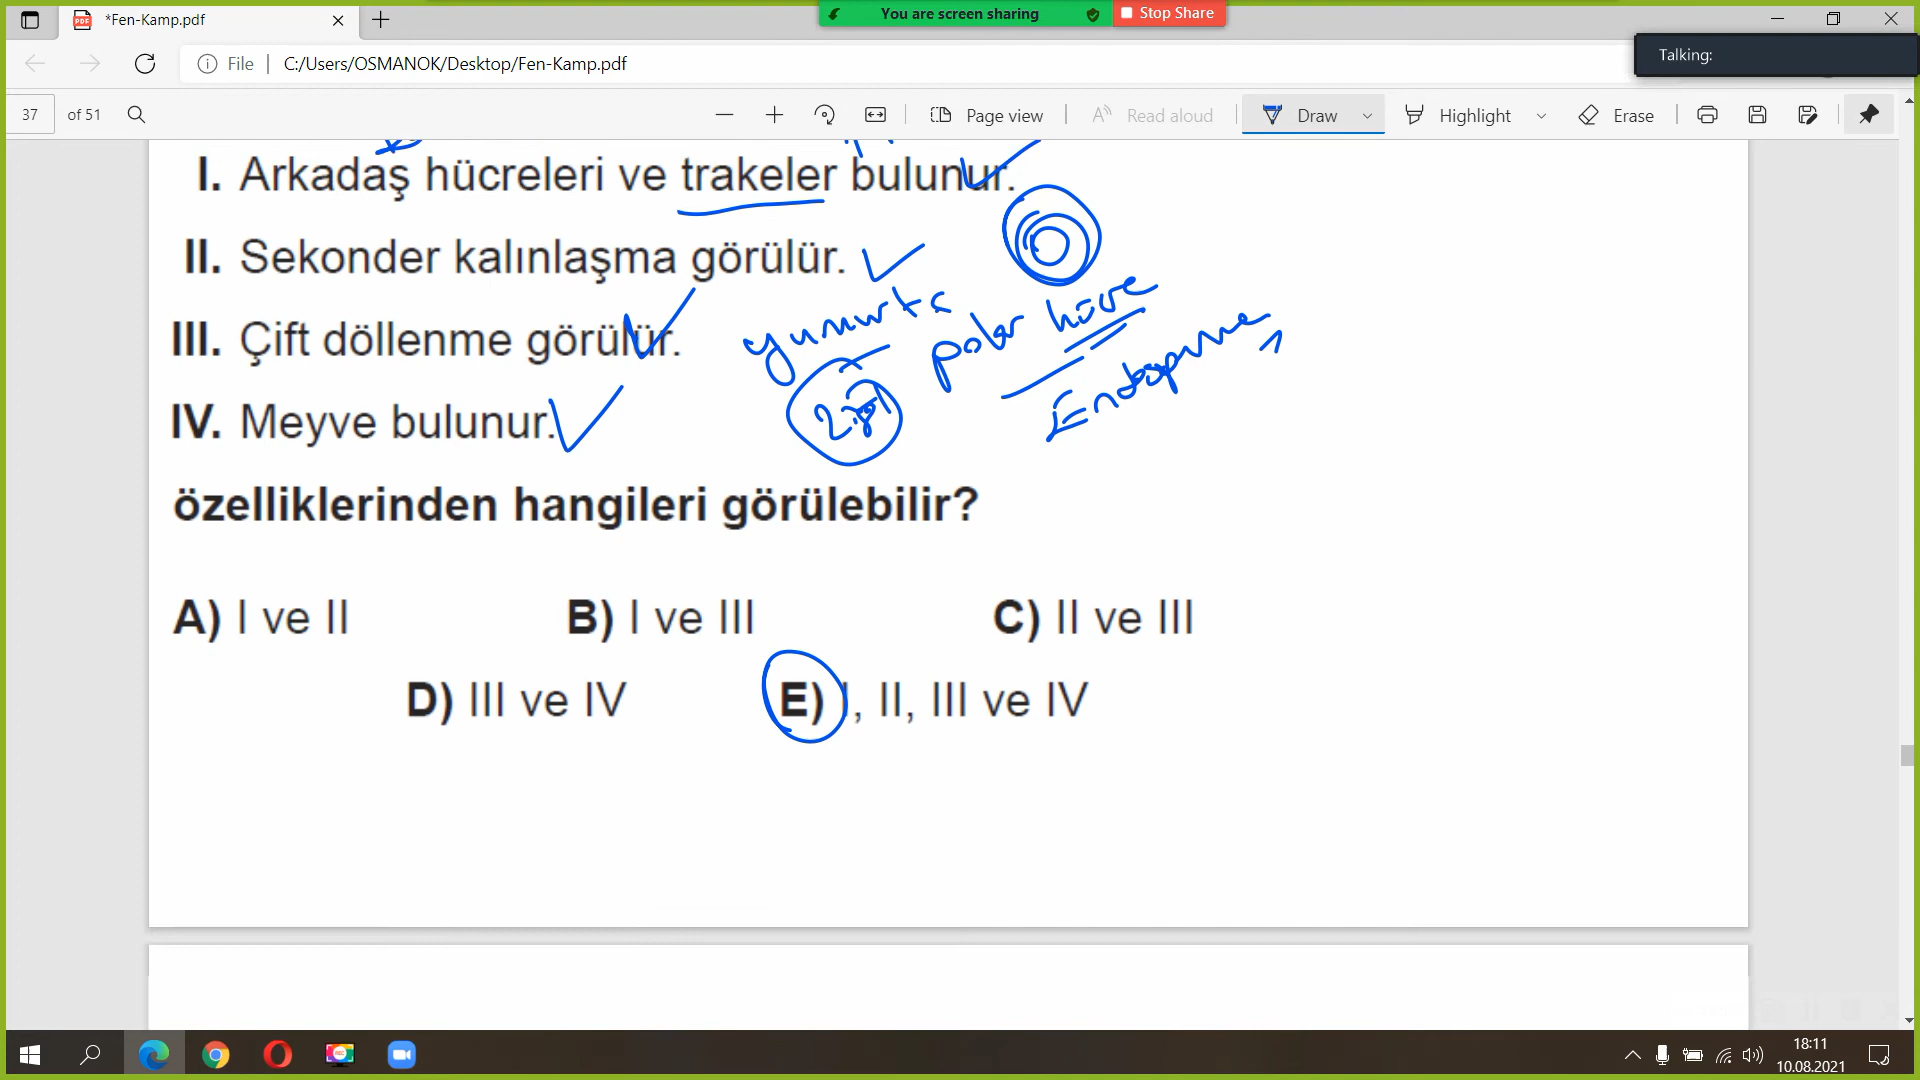 *Fen-Kamp.pdf
You are screen sharing
Stop Share
File
C:/Users/OSMANOK/Desktop/Fen-Kamp.pdf
Talking:
37 of 51
Page view
Read aloud
Draw
Highlight
Erase
I. Arkadaş hücreleri ve trakeler bulunur.
II. Sekonder kalınlaşma görülür.
III. Çift döllenme görülür.
yumurta
polar hücre
IV. Meyve bulunur.
özelliklerinden hangileri görülebilir?
A) I ve II
B) I ve III
C) II ve III
D) III ve IV
E) I, II, III ve IV
18:11
10.08.2021